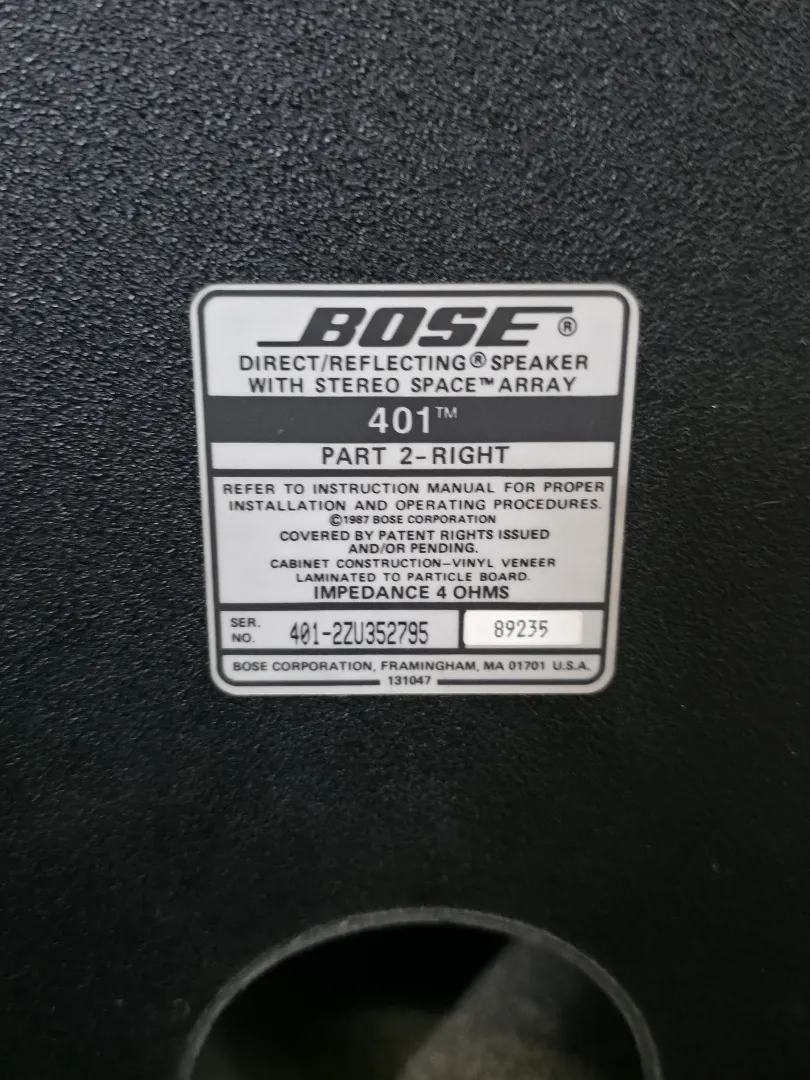 BOSE®
DIRECT/REFLECTING® SPEAKER
WITH STEREO SPACE™ ARRAY
401™
PART 2-RIGHT
REFER TO INSTRUCTION MANUAL FOR PROPER
INSTALLATION AND OPERATING PROCEDURES.
©1987 BOSE CORPORATION
COVERED BY PATENT RIGHTS ISSUED
AND/OR PENDING.
CABINET CONSTRUCTION-VINYL VENEER
LAMINATED TO PARTICLE BOARD.
IMPEDANCE 4 OHMS
SER. NO. 401-2ZU352795 89235
BOSE CORPORATION, FRAMINGHAM, MA 01701 U.S.A.
131047